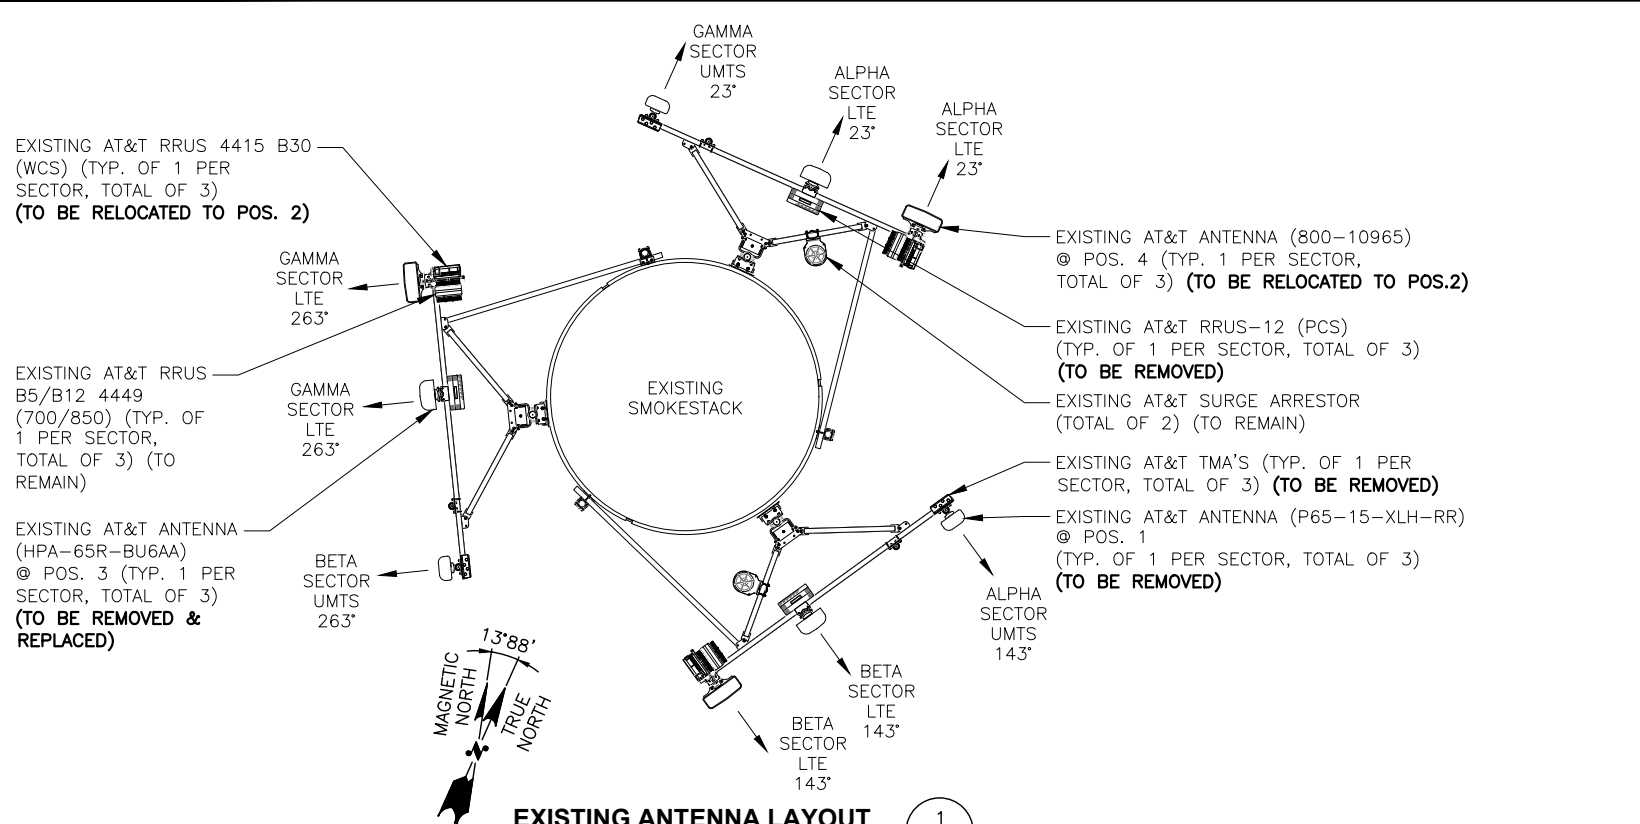 GAMMA
SECTOR
UMTS
23°
ALPHA
SECTOR
LTE
23°
ALPHA
SECTOR
LTE
23°
EXISTING AT&T RRUS 4415 B30
(WCS) (TYP. OF 1 PER
SECTOR, TOTAL OF 3)
(TO BE RELOCATED TO POS. 2)
GAMMA
SECTOR
LTE
263°
EXISTING AT&T RRUS
B5/B12 4449
(700/850) (TYP. OF
1 PER SECTOR,
TOTAL OF 3) (TO
REMAIN)
GAMMA
SECTOR
LTE
263°
EXISTING AT&T ANTENNA
(HPA-65R-BU6AA)
@ POS. 3 (TYP. 1 PER
SECTOR, TOTAL OF 3)
(TO BE REMOVED &
REPLACED)
BETA
SECTOR
UMTS
263°
EXISTING
SMOKESTACK
EXISTING AT&T ANTENNA (800-10965)
@ POS. 4 (TYP. 1 PER SECTOR,
TOTAL OF 3) (TO BE RELOCATED TO POS.2)
EXISTING AT&T RRUS-12 (PCS)
(TYP. OF 1 PER SECTOR, TOTAL OF 3)
(TO BE REMOVED)
EXISTING AT&T SURGE ARRESTOR
(TOTAL OF 2) (TO REMAIN)
EXISTING AT&T TMA'S (TYP. OF 1 PER
SECTOR, TOTAL OF 3) (TO BE REMOVED)
EXISTING AT&T ANTENNA (P65-15-XLH-RR)
@ POS. 1
(TYP. OF 1 PER SECTOR, TOTAL OF 3)
(TO BE REMOVED)
ALPHA
SECTOR
UMTS
143°
BETA
SECTOR
LTE
143°
BETA
SECTOR
LTE
143°
13°88'
MAGNETIC
NORTH
TRUE
NORTH
N
EXISTING ANTENNA LAYOUT
1